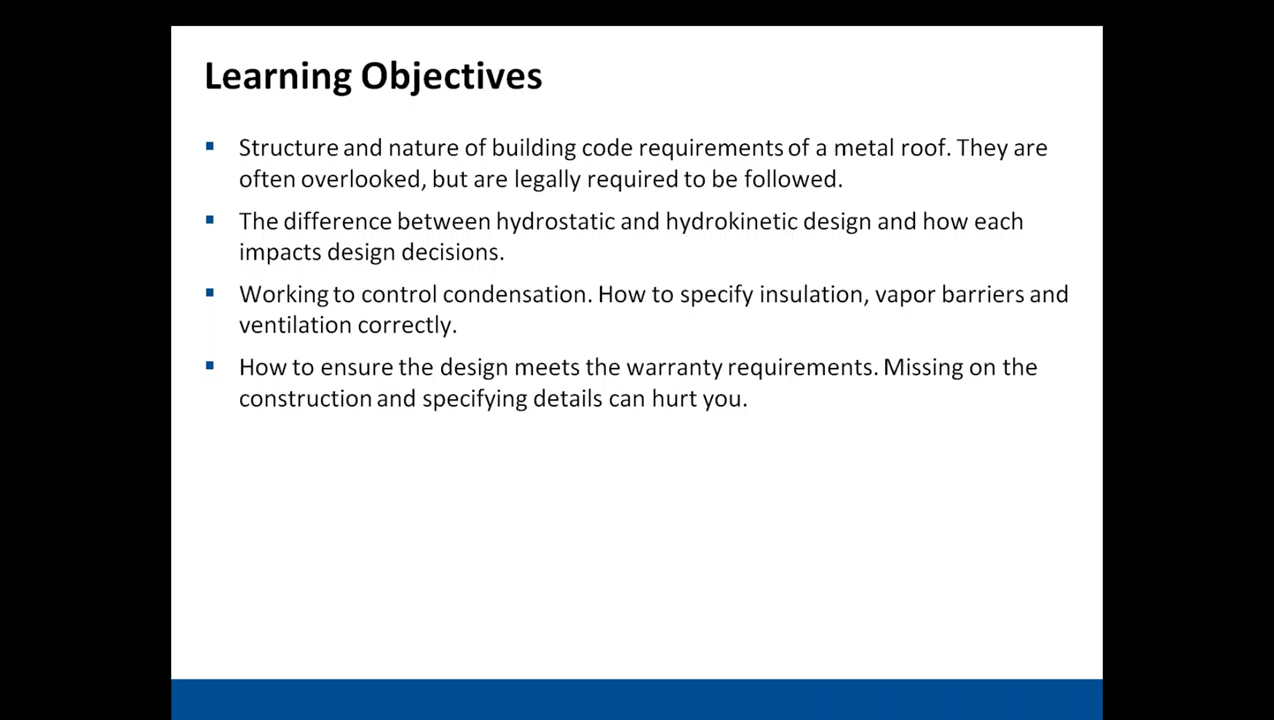 Learning Objectives
Structure and nature of building code requirements of a metal roof. They are
often overlooked, but are legally required to be followed.
The difference between hydrostatic and hydrokinetic design and how each
impacts design decisions.
Working to control condensation. How to specify insulation, vapor barriers and
ventilation correctly.
How to ensure the design meets the warranty requirements. Missing on the
construction and specifying details can hurt you.